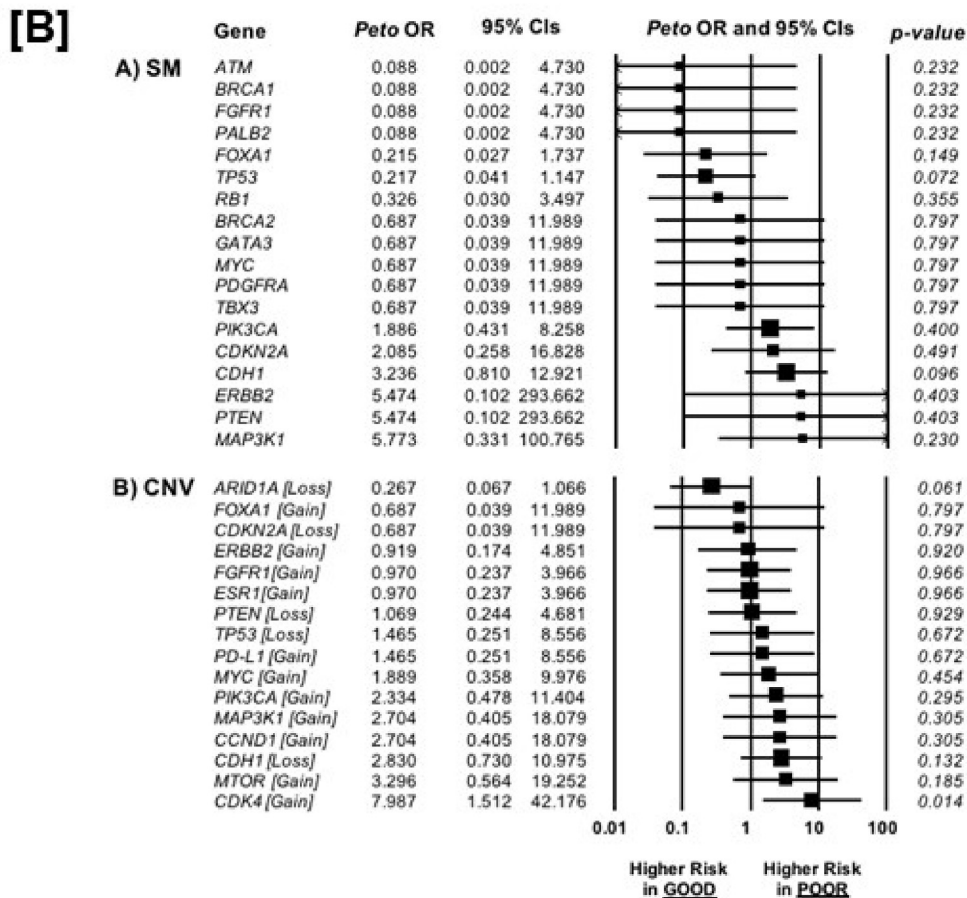 [B]
Gene Peto OR 95% CIs Peto OR and 95% CIs p-value
A) SM ATM 0.088 0.002 4.730 0.232
BRCA1 0.088 0.002 4.730 0.232
FGFR1 0.088 0.002 4.730 0.232
PALB2 0.088 0.002 4.730 0.232
FOXA1 0.215 0.027 1.737 0.149
TP53 0.217 0.041 1.147 0.072
RB1 0.326 0.030 3.497 0.355
BRCA2 0.687 0.039 11.989 0.797
GATA3 0.687 0.039 11.989 0.797
MYC 0.687 0.039 11.989 0.797
PDGFRA 0.687 0.039 11.989 0.797
TBX3 0.687 0.039 11.989 0.797
PIK3CA 1.886 0.431 8.258 0.400
CDKN2A 2.085 0.258 16.828 0.491
CDH1 3.236 0.810 12.921 0.096
ERBB2 5.474 0.102 293.662 0.403
PTEN 5.474 0.102 293.662 0.403
MAP3K1 5.773 0.331 100.765 0.230
B) CNV ARID1A [Loss] 0.267 0.067 1.066 0.061
FOXA1 [Gain] 0.687 0.039 11.989 0.797
CDKN2A [Loss] 0.687 0.039 11.989 0.797
ERBB2 [Gain] 0.919 0.174 4.851 0.920
FGFR1[Gain] 0.970 0.237 3.966 0.966
ESR1[Gain] 0.970 0.237 3.966 0.966
PTEN [Loss] 1.069 0.244 4.681 0.929
TP53 [Loss] 1.465 0.251 8.556 0.672
PD-L1 [Gain] 1.465 0.251 8.556 0.672
MYC [Gain] 1.889 0.358 9.976 0.454
PIK3CA [Gain] 2.334 0.478 11.404 0.295
MAP3K1 [Gain] 2.704 0.405 18.079 0.305
CCND1 [Gain] 2.704 0.405 18.079 0.305
CDH1 [Loss] 2.830 0.730 10.975 0.132
MTOR [Gain] 3.296 0.564 19.252 0.185
CDK4 [Gain] 7.987 1.512 42.176 0.014
0.01 0.1 1 10 100
Higher Risk Higher Risk
in GOOD in POOR